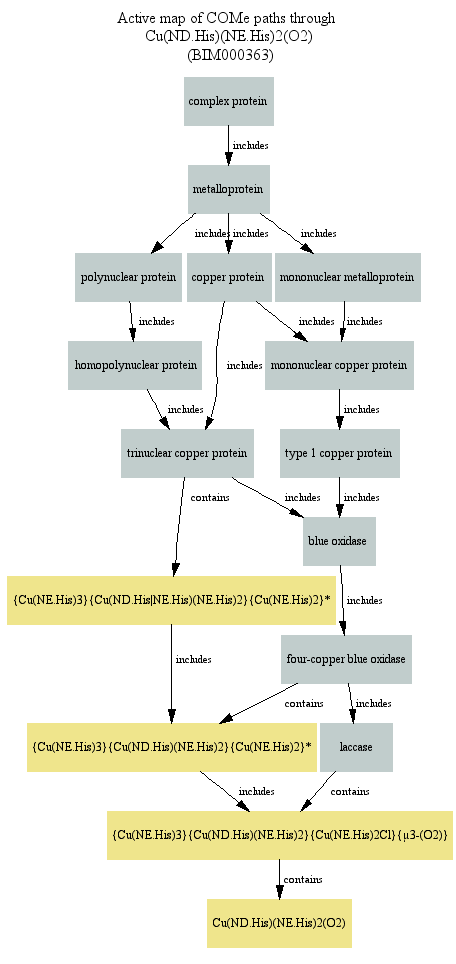 Active map of COMe paths through
Cu(ND.His)(NE.His)2(O2)
(BIM000363)
complex protein
includes
metalloprotein
includes
includes
includes
polynuclear protein
copper protein
mononuclear metalloprotein
includes
includes
includes
includes
homopolynuclear protein
mononuclear copper protein
includes
includes
trinuclear copper protein
type 1 copper protein
contains
includes
includes
blue oxidase
{Cu(NE.His)3}{Cu(ND.His|NE.His)(NE.His)2}{Cu(NE.His)2}*
includes
includes
four-copper blue oxidase
contains
includes
{Cu(NE.His)3}{Cu(ND.His)(NE.His)2}{Cu(NE.His)2}*
laccase
includes
contains
{Cu(NE.His)3}{Cu(ND.His)(NE.His)2}{Cu(NE.His)2Cl}{µ3-(O2)}
contains
Cu(ND.His)(NE.His)2(O2)